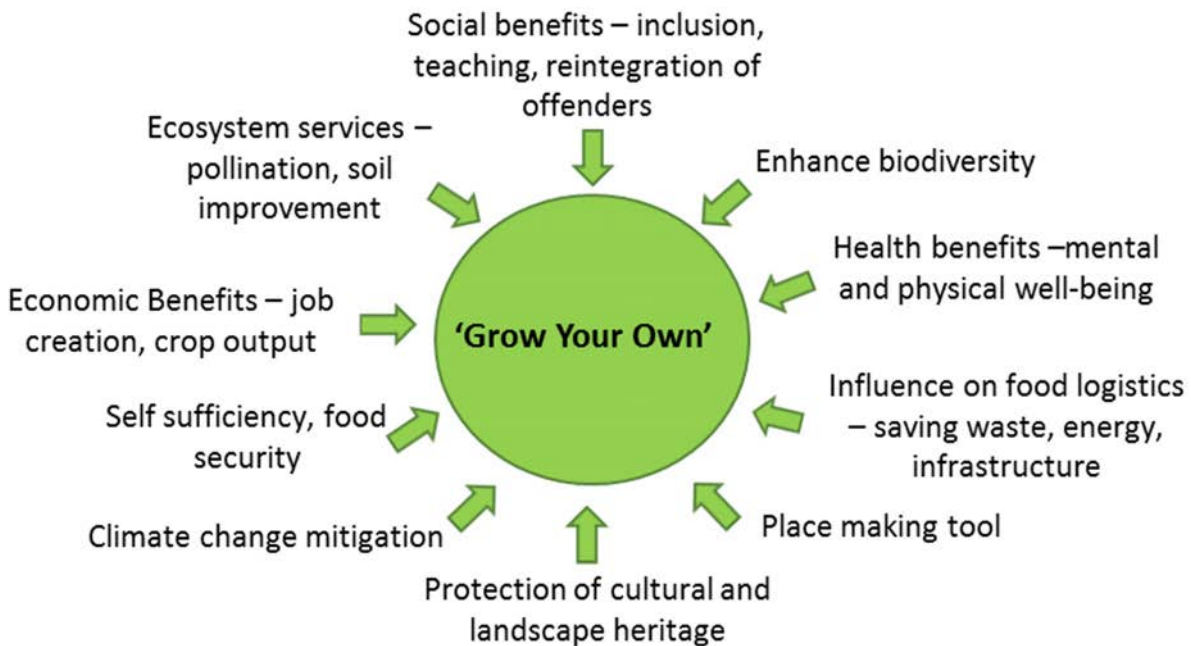 Social benefits – inclusion,
teaching, reintegration of
offenders
Ecosystem services –
pollination, soil
improvement
Enhance biodiversity
Health benefits –mental
and physical well-being
Economic Benefits – job
creation, crop output
‘Grow Your Own’
Influence on food logistics
– saving waste, energy,
infrastructure
Self sufficiency, food
security
Climate change mitigation
Place making tool
Protection of cultural and
landscape heritage